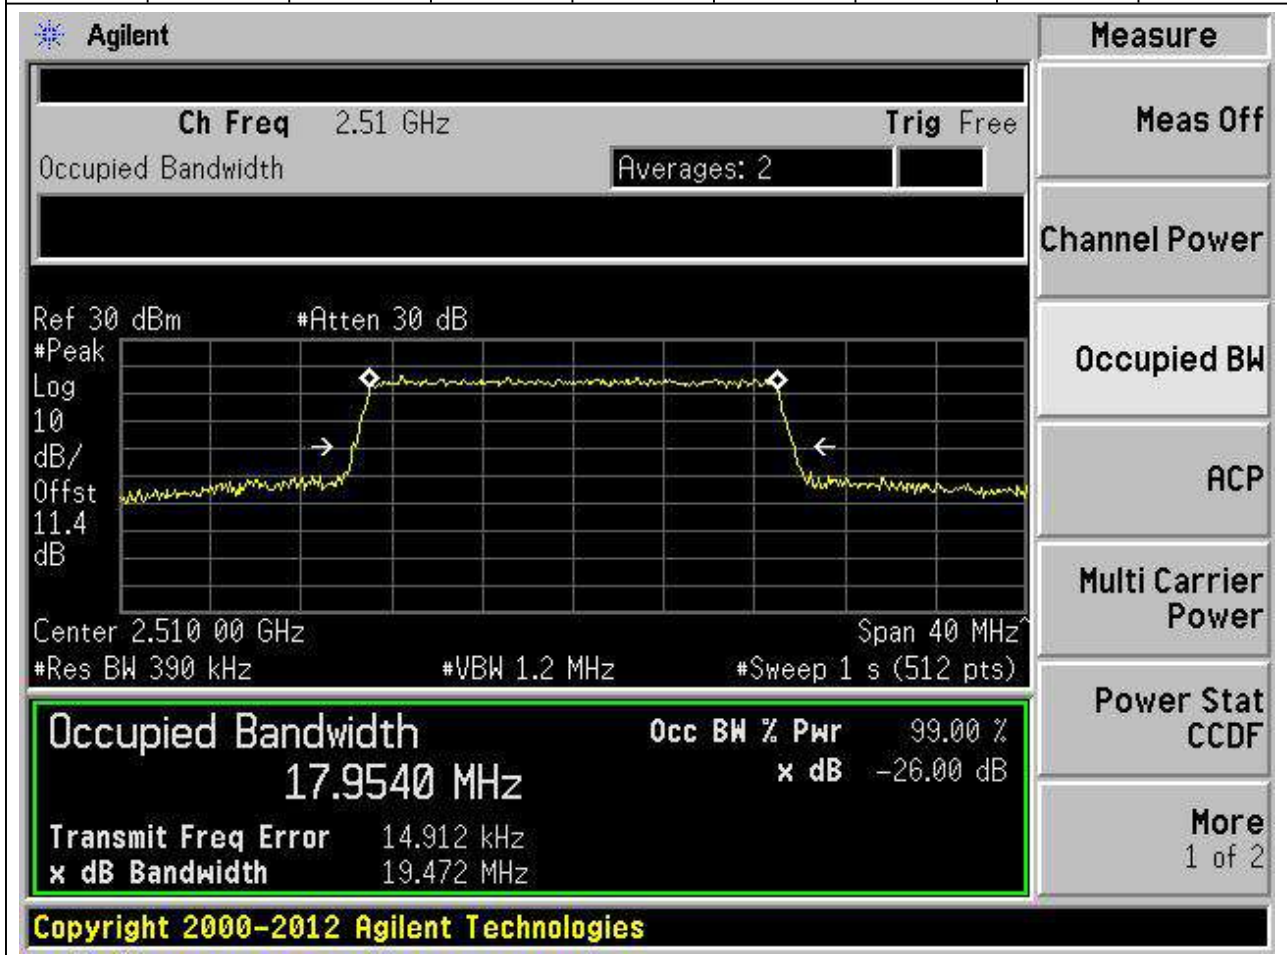 Agilent
Measure
Ch Freq 2.51 GHz Trig Free
Occupied Bandwidth Averages: 2
Meas Off
Channel Power
Occupied BW
ACP
Multi Carrier
Power
Power Stat
CCDF
More
1 of 2
Ref 30 dBm #Atten 30 dB
#Peak
Log
10
dB/
Offst
11.4
dB
Center 2.510 00 GHz Span 40 MHz^
#Res BW 390 kHz #VBW 1.2 MHz #Sweep 1 s (512 pts)
Occupied Bandwidth Occ BW % Pwr 99.00 %
17.9540 MHz x dB -26.00 dB
Transmit Freq Error 14.912 kHz
x dB Bandwidth 19.472 MHz
Copyright 2000-2012 Agilent Technologies